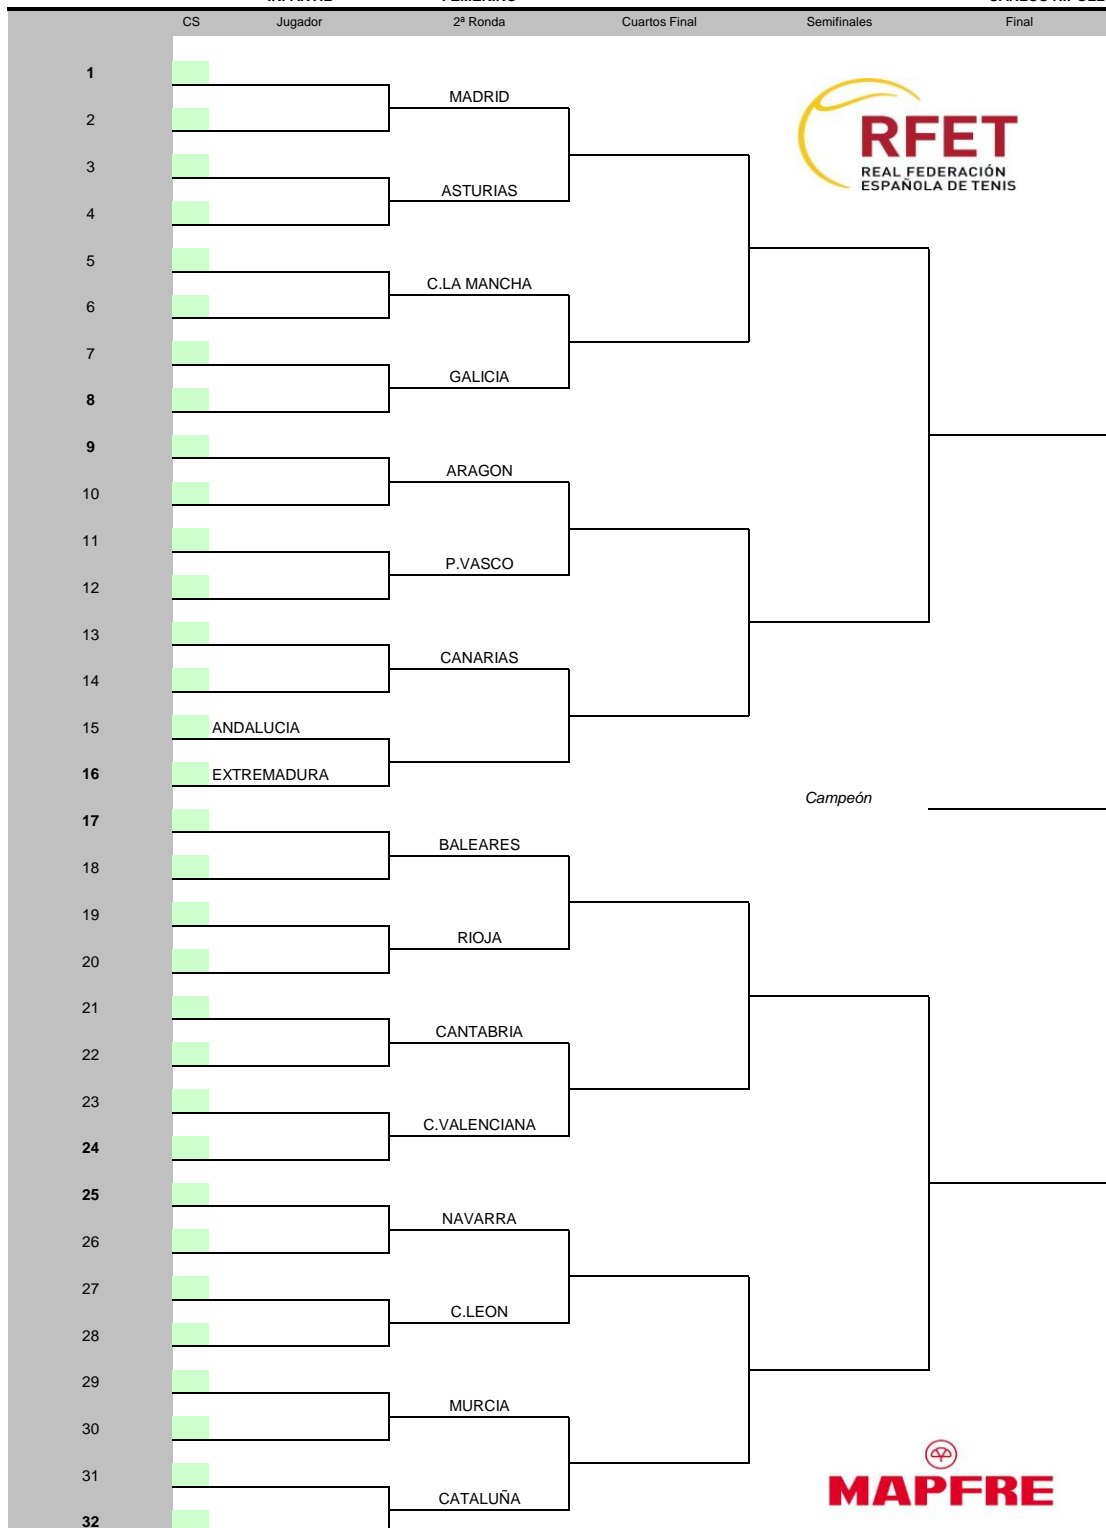 CS Jugador 2ª Ronda Cuartos Final Semifinales Final
1
MADRID
2
RFET
REAL FEDERACIÓN
ESPAÑOLA DE TENIS
3
ASTURIAS
4
5
C.LA MANCHA
6
7
GALICIA
8
9
ARAGON
10
11
P.VASCO
12
13
CANARIAS
14
15 ANDALUCIA
16 EXTREMADURA
Campeón
17
BALEARES
18
19
RIOJA
20
21
CANTABRIA
22
23
C.VALENCIANA
24
25
NAVARRA
26
27
C.LEON
28
29
MURCIA
30
31
MAPFRE
CATALUÑA
32